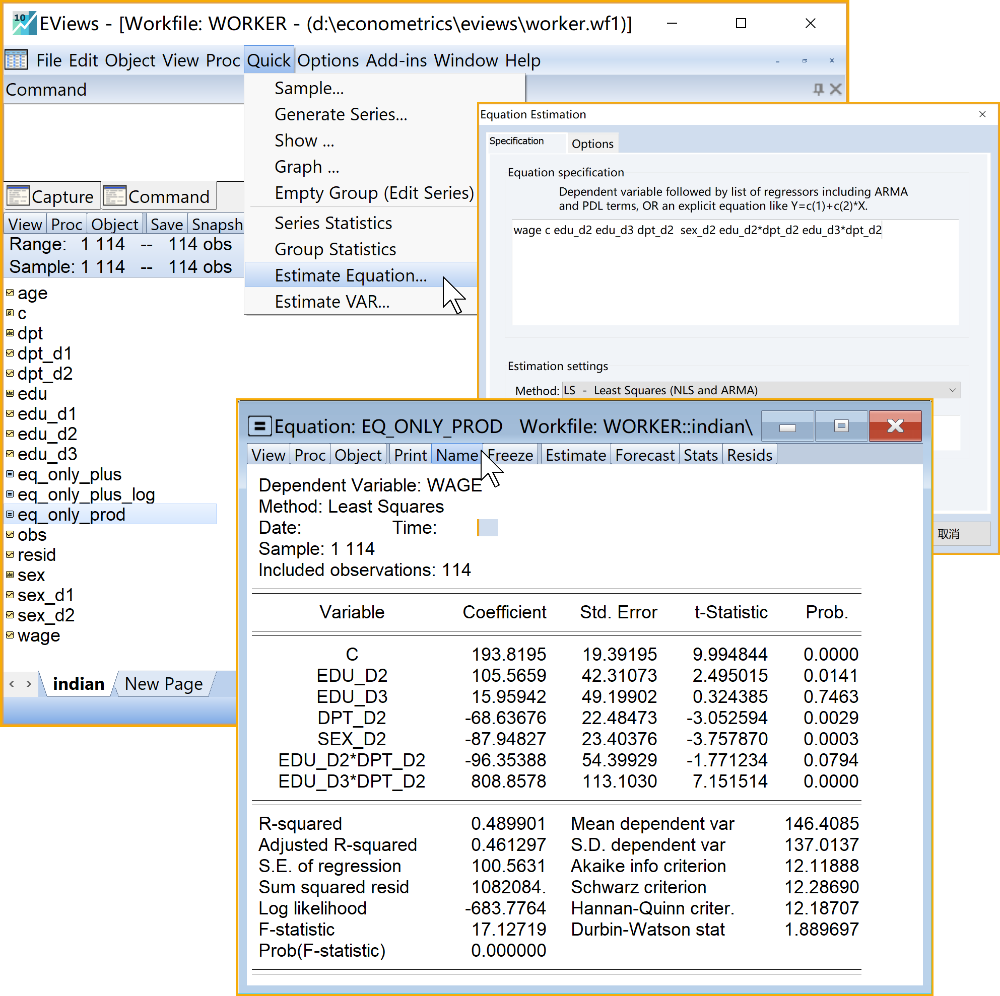 10
EViews - [Workfile: WORKER - (d:\econometrics\eviews\worker.wf1)]
File Edit Object View Proc Quick Options Add-ins Window Help
Command
Sample...
Generate Series...
Show ...
Graph ...
Empty Group (Edit Series)
Series Statistics
Group Statistics
Estimate Equation...
Estimate VAR...
Capture Command
View Proc Object Save Snapsh
Range: 1 114 -- 114 obs
Sample: 1 114 -- 114 obs
age
c
dpt
dpt_d1
dpt_d2
edu
edu_d1
edu_d2
edu_d3
eq_only_plus
eq_only_plus_log
eq_only_prod
obs
resid
sex
sex_d1
sex_d2
wage
indian New Page
Equation Estimation
Specification Options
Equation specification
Dependent variable followed by list of regressors including ARMA
and PDL terms, OR an explicit equation like Y=c(1)+c(2)*X.
wage c edu_d2 edu_d3 dpt_d2 sex_d2 edu_d2*dpt_d2 edu_d3*dpt_d2
Estimation settings
Method: LS - Least Squares (NLS and ARMA)
取消
Equation: EQ_ONLY_PROD Workfile: WORKER::indian\
View Proc Object Print Name Freeze Estimate Forecast Stats Resids
Dependent Variable: WAGE
Method: Least Squares
Date: Time:
Sample: 1 114
Included observations: 114
Variable Coefficient Std. Error t-Statistic Prob.
C 193.8195 19.39195 9.994844 0.0000
EDU_D2 105.5659 42.31073 2.495015 0.0141
EDU_D3 15.95942 49.19902 0.324385 0.7463
DPT_D2 -68.63676 22.48473 -3.052594 0.0029
SEX_D2 -87.94827 23.40376 -3.757870 0.0003
EDU_D2*DPT_D2 -96.35388 54.39929 -1.771234 0.0794
EDU_D3*DPT_D2 808.8578 113.1030 7.151514 0.0000
R-squared 0.489901 Mean dependent var 146.4085
Adjusted R-squared 0.461297 S.D. dependent var 137.0137
S.E. of regression 100.5631 Akaike info criterion 12.11888
Sum squared resid 1082084. Schwarz criterion 12.28690
Log likelihood -683.7764 Hannan-Quinn criter. 12.18707
F-statistic 17.12719 Durbin-Watson stat 1.889697
Prob(F-statistic) 0.000000